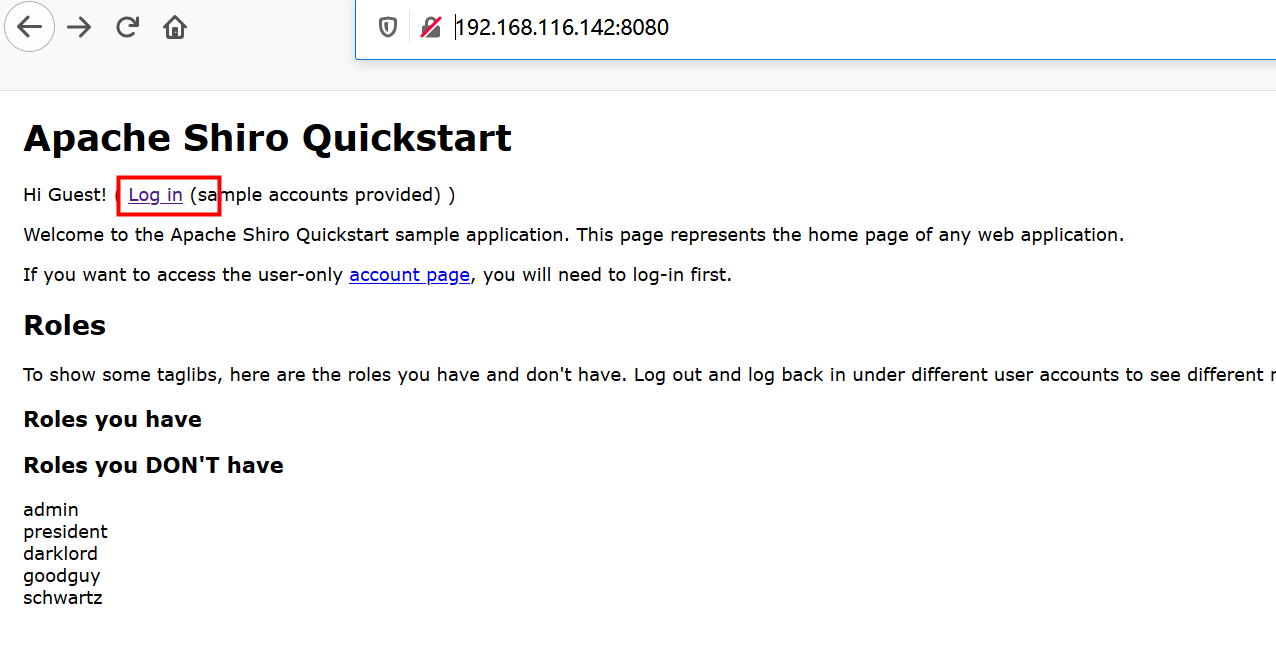 192.168.116.142:8080
Apache Shiro Quickstart
Hi Guest! ( Log in (sample accounts provided) )
Welcome to the Apache Shiro Quickstart sample application. This page represents the home page of any web application.
If you want to access the user-only account page, you will need to log-in first.
Roles
To show some taglibs, here are the roles you have and don't have. Log out and log back in under different user accounts to see different
Roles you have
Roles you DON'T have
admin
president
darklord
goodguy
schwartz